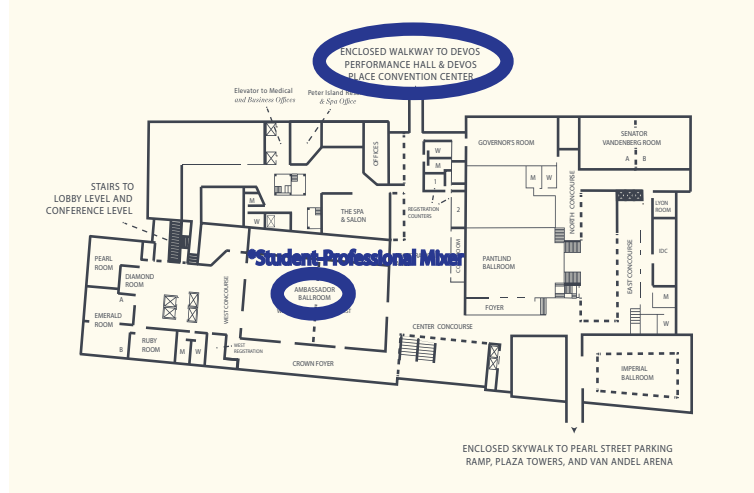 ENCLOSED WALKWAY TO DEVOS
PERFORMANCE HALL & DEVOS
PLACE CONVENTION CENTER
Elevator to Medical
and Business Offices
Peter Island
& Spa Office
GOVERNOR'S ROOM
SENATOR
VANDENBERG ROOM
A B
OFFICES
W
M
1
M W
STAIRS TO
LOBBY LEVEL AND
CONFERENCE LEVEL
M
W
THE SPA
& SALON
REGISTRATION
COUNTERS
2
NORTH CONCOURSE
LYON
ROOM
*Student, Professional Mixer
PEARL
ROOM
DIAMOND
ROOM
A
EMERALD
ROOM
B
RUBY
ROOM
M W
WEST CONCOURSE
WEST
REGISTRATION
AMBASSADOR
BALLROOM
PANTLIND
BALLROOM
FOYER
EAST CONCOURSE
IDC
M
W
CENTER CONCOURSE
CROWN FOYER
IMPERIAL
BALLROOM
ENCLOSED SKYWALK TO PEARL STREET PARKING
RAMP, PLAZA TOWERS, AND VAN ANDEL ARENA